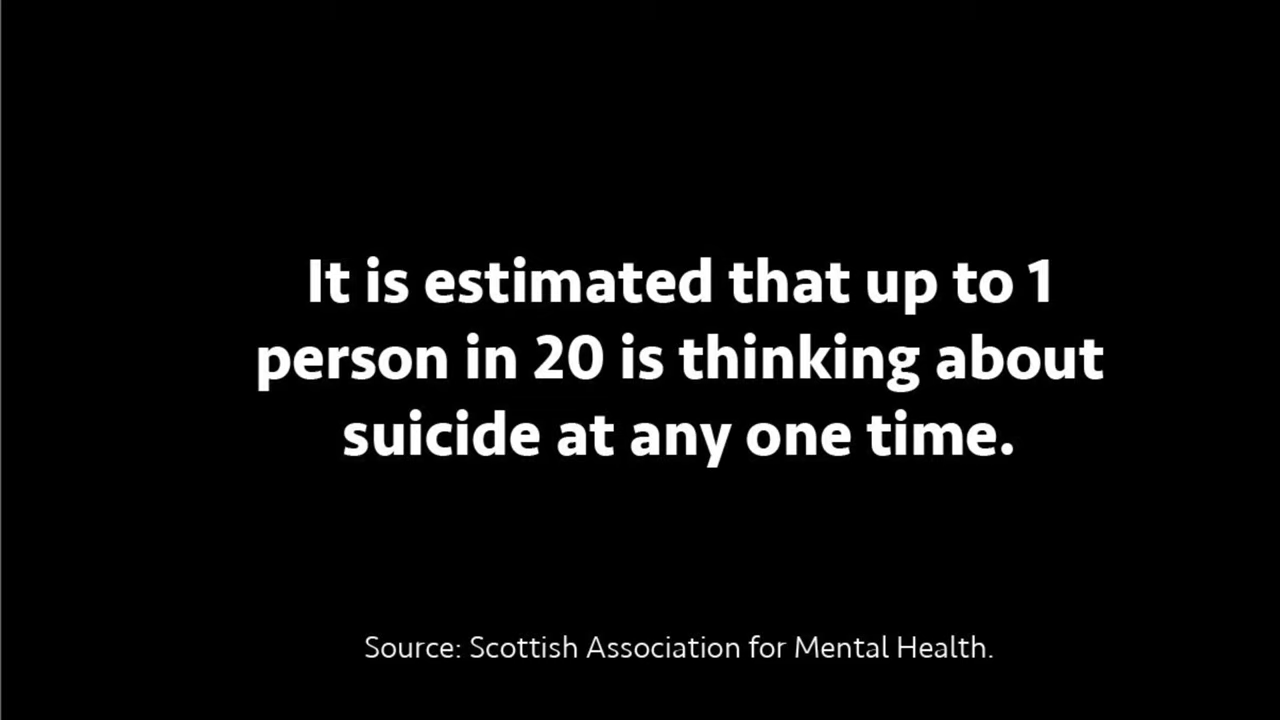 It is estimated that up to 1
person in 20 is thinking about
suicide at any one time.
Source: Scottish Association for Mental Health.